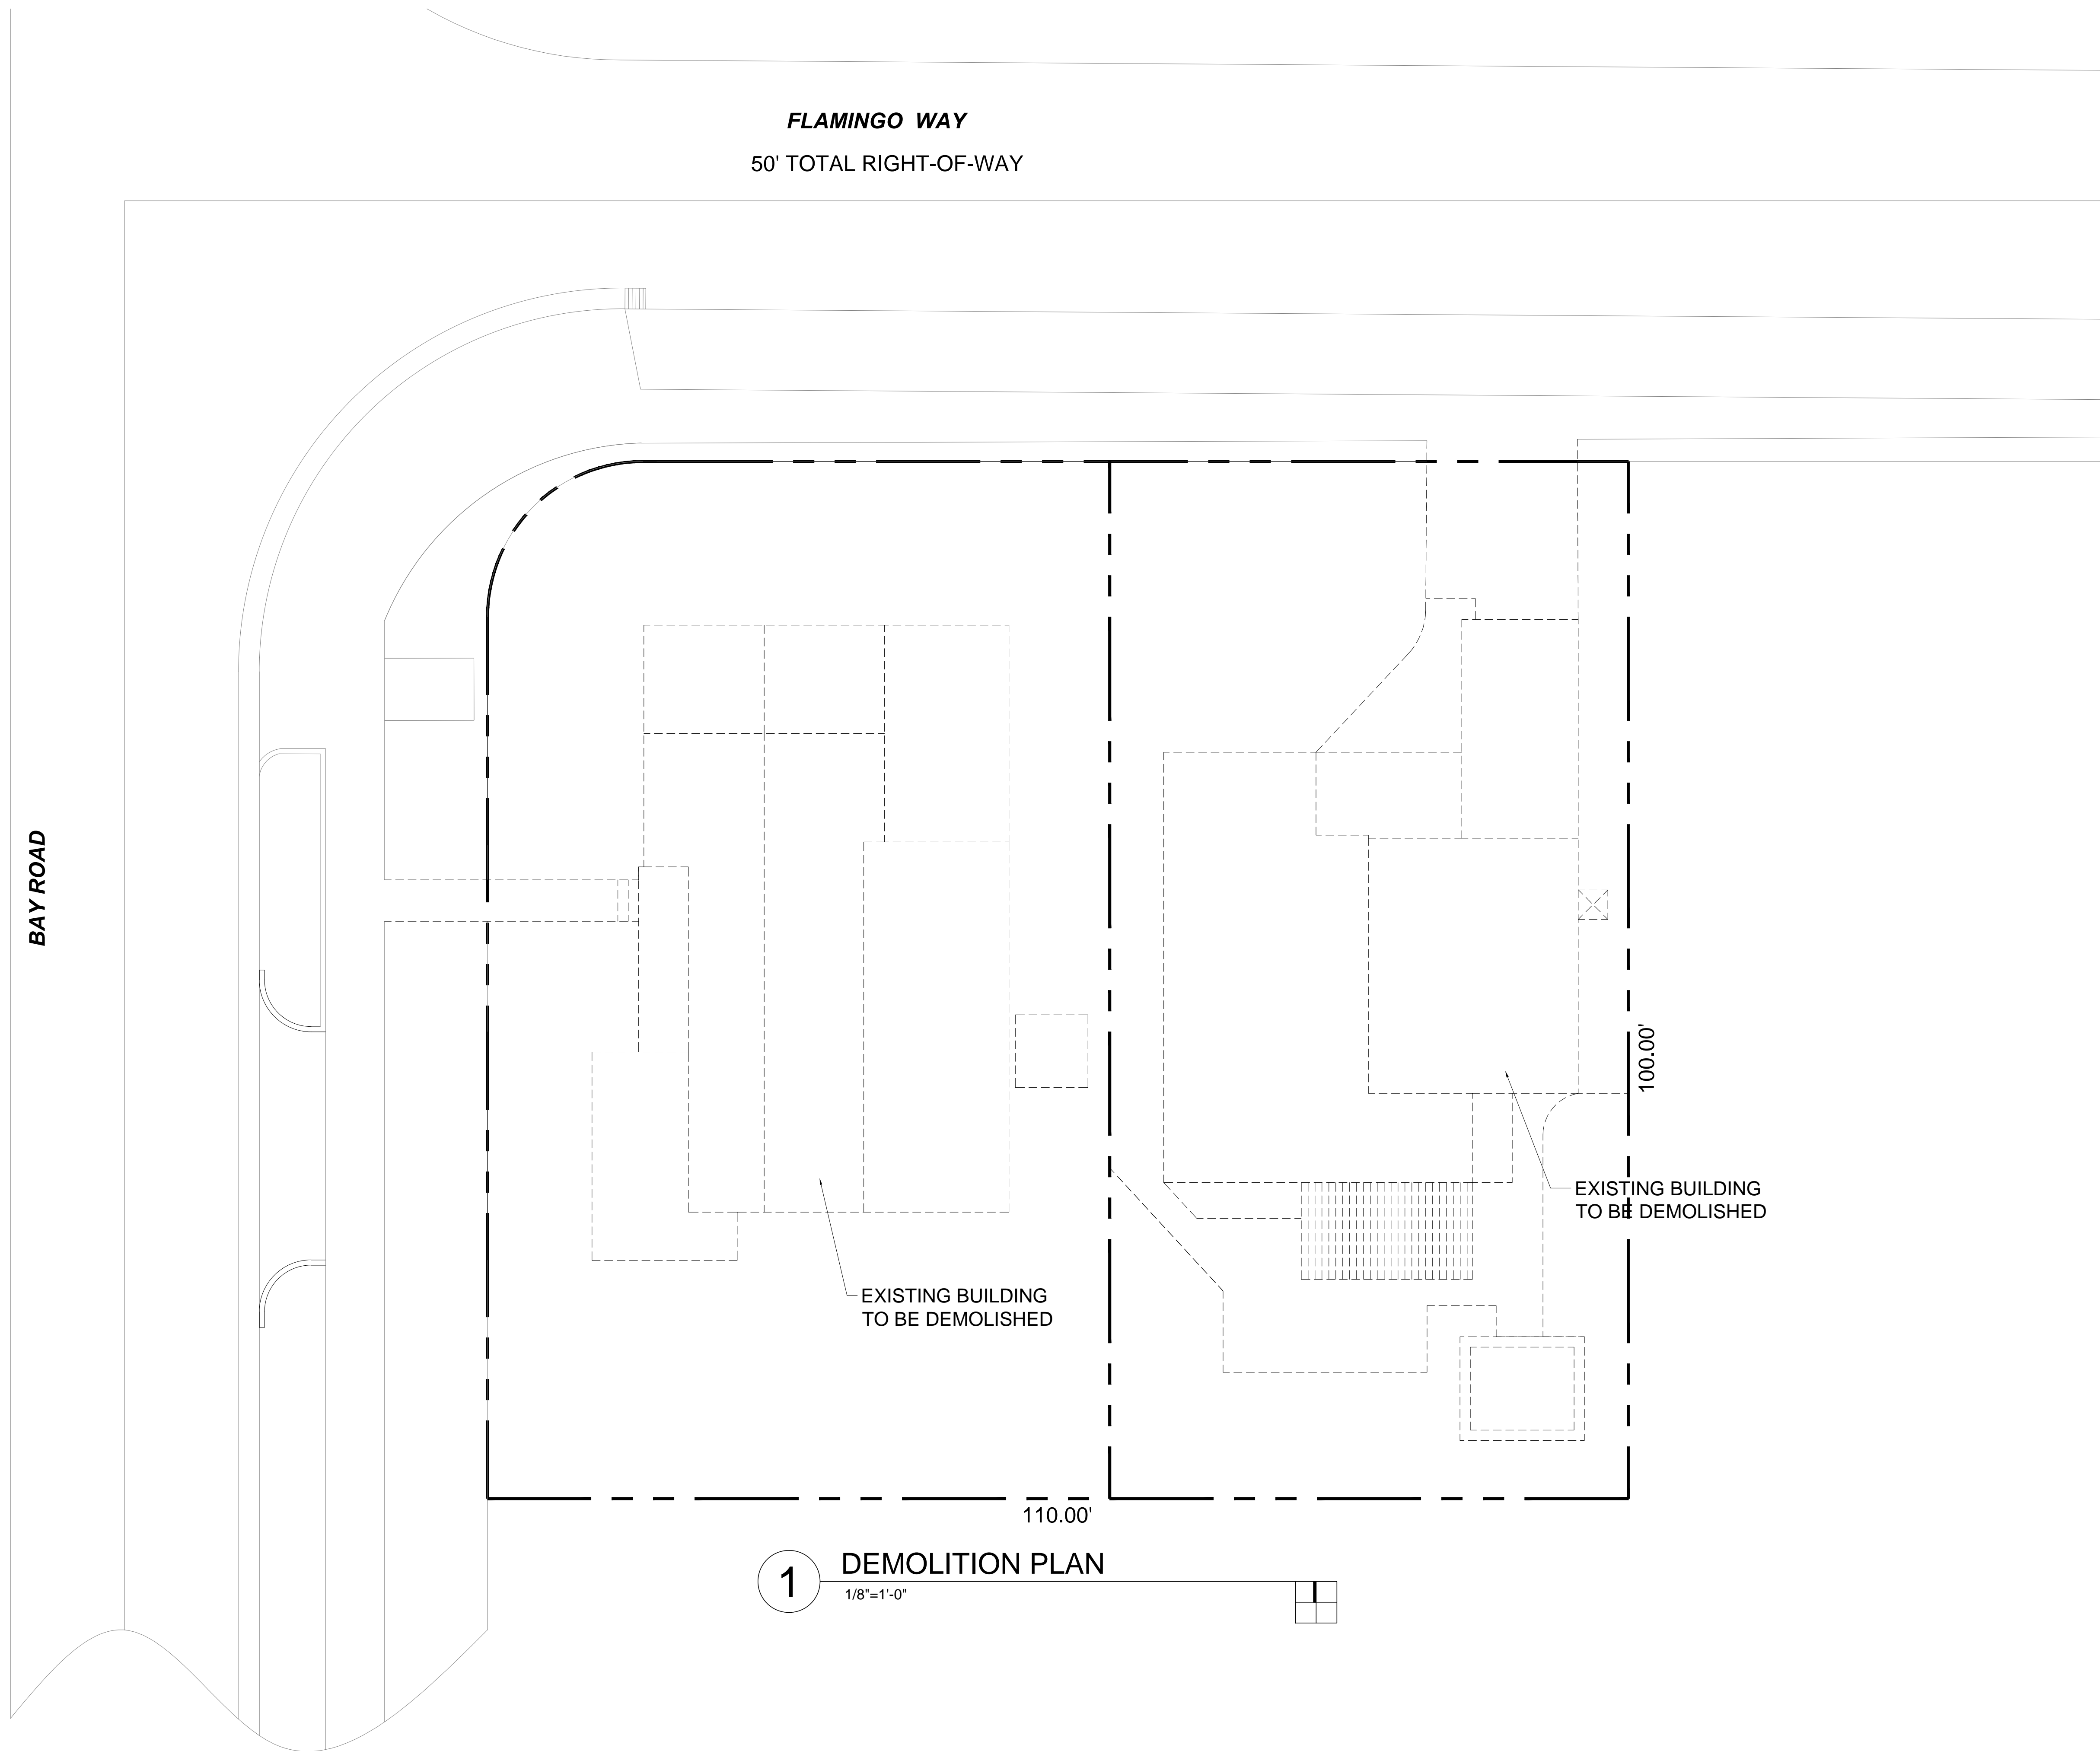 FLAMINGO WAY
50' TOTAL RIGHT-OF-WAY
BAY ROAD
100.00'
EXISTING BUILDING
TO BE DEMOLISHED
EXISTING BUILDING
TO BE DEMOLISHED
110.00'
1
DEMOLITION PLAN
1/8"=1'-0"